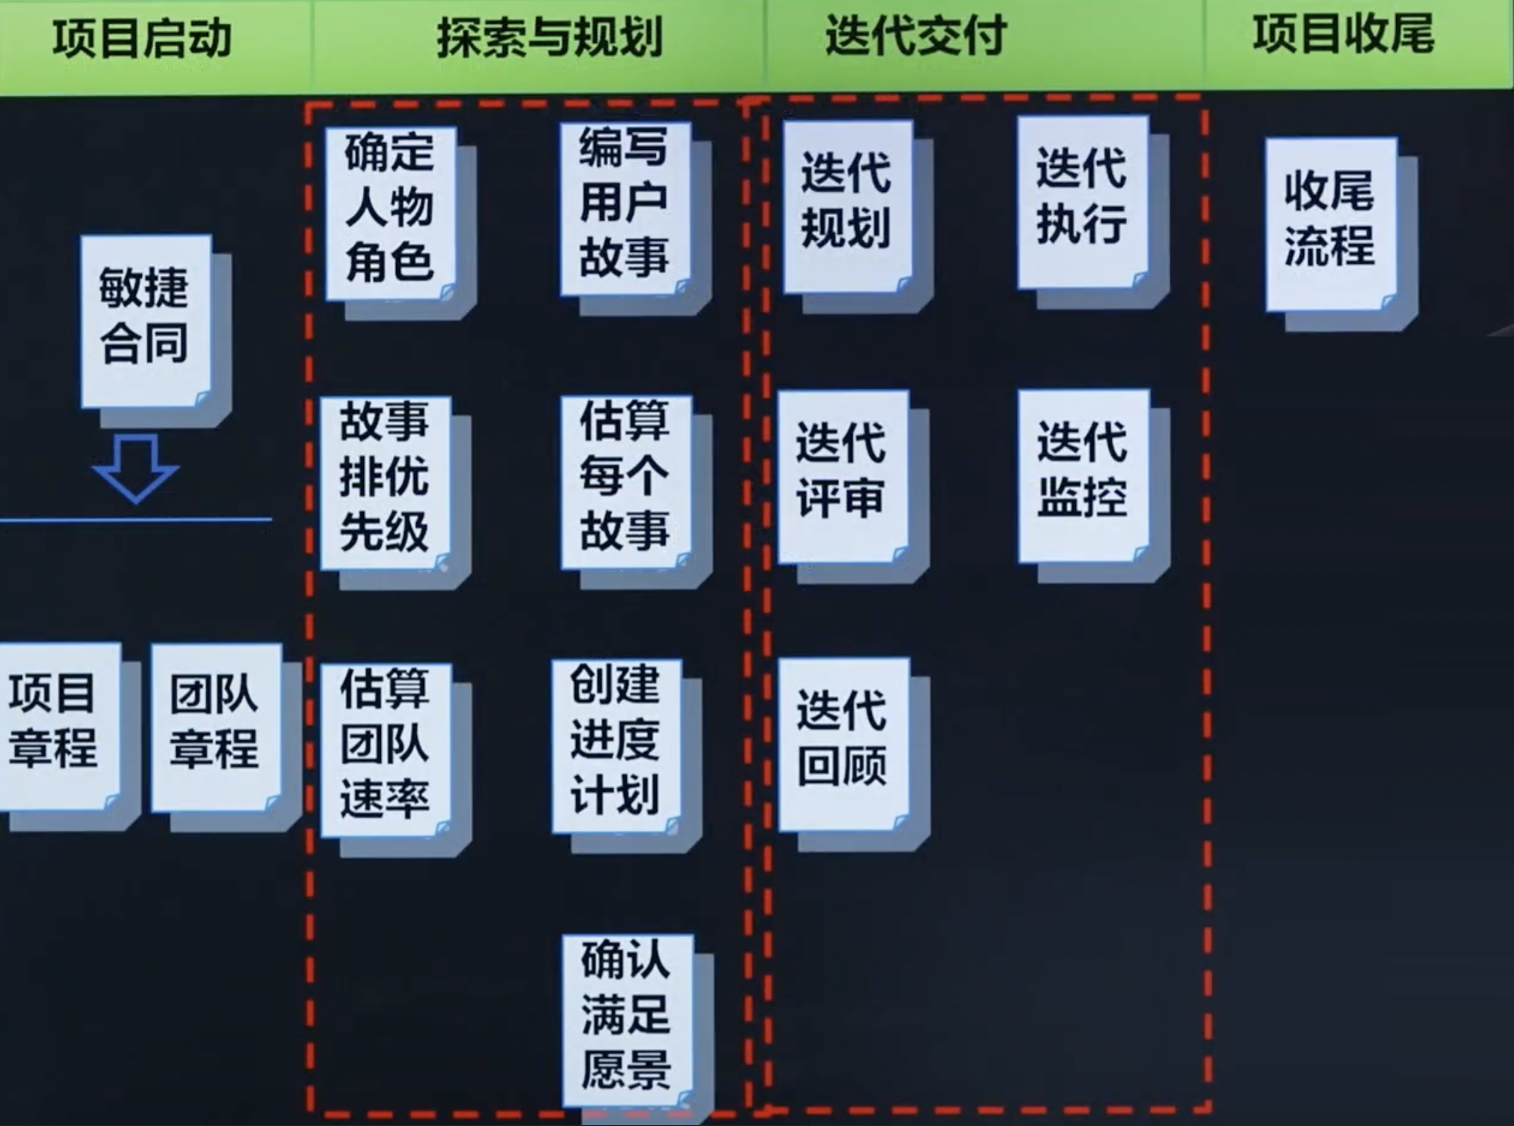 项目启动
探索与规划
迭代交付
项目收尾
敏捷
合同
项目
章程
团队
章程
确定
人物
角色
编写
用户
故事
故事
排优
先级
估算
每个
故事
估算
团队
速率
创建
进度
计划
确认
满足
愿景
迭代
规划
迭代
执行
迭代
评审
迭代
监控
迭代
回顾
收尾
流程